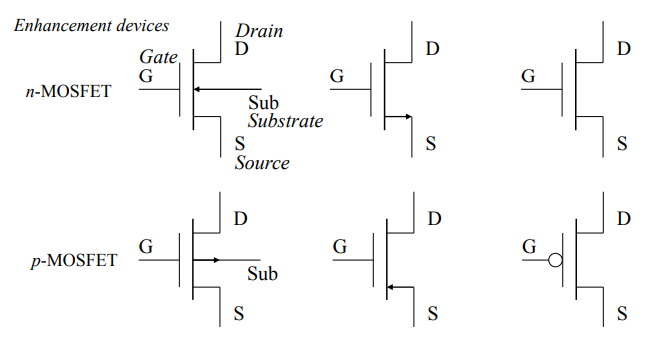 Enhancement devices
Drain
D
Gate
G
n-MOSFET
Sub
Substrate
S
Source
D
G
S
D
G
S
D
G
p-MOSFET
Sub
S
D
G
S
D
G
S